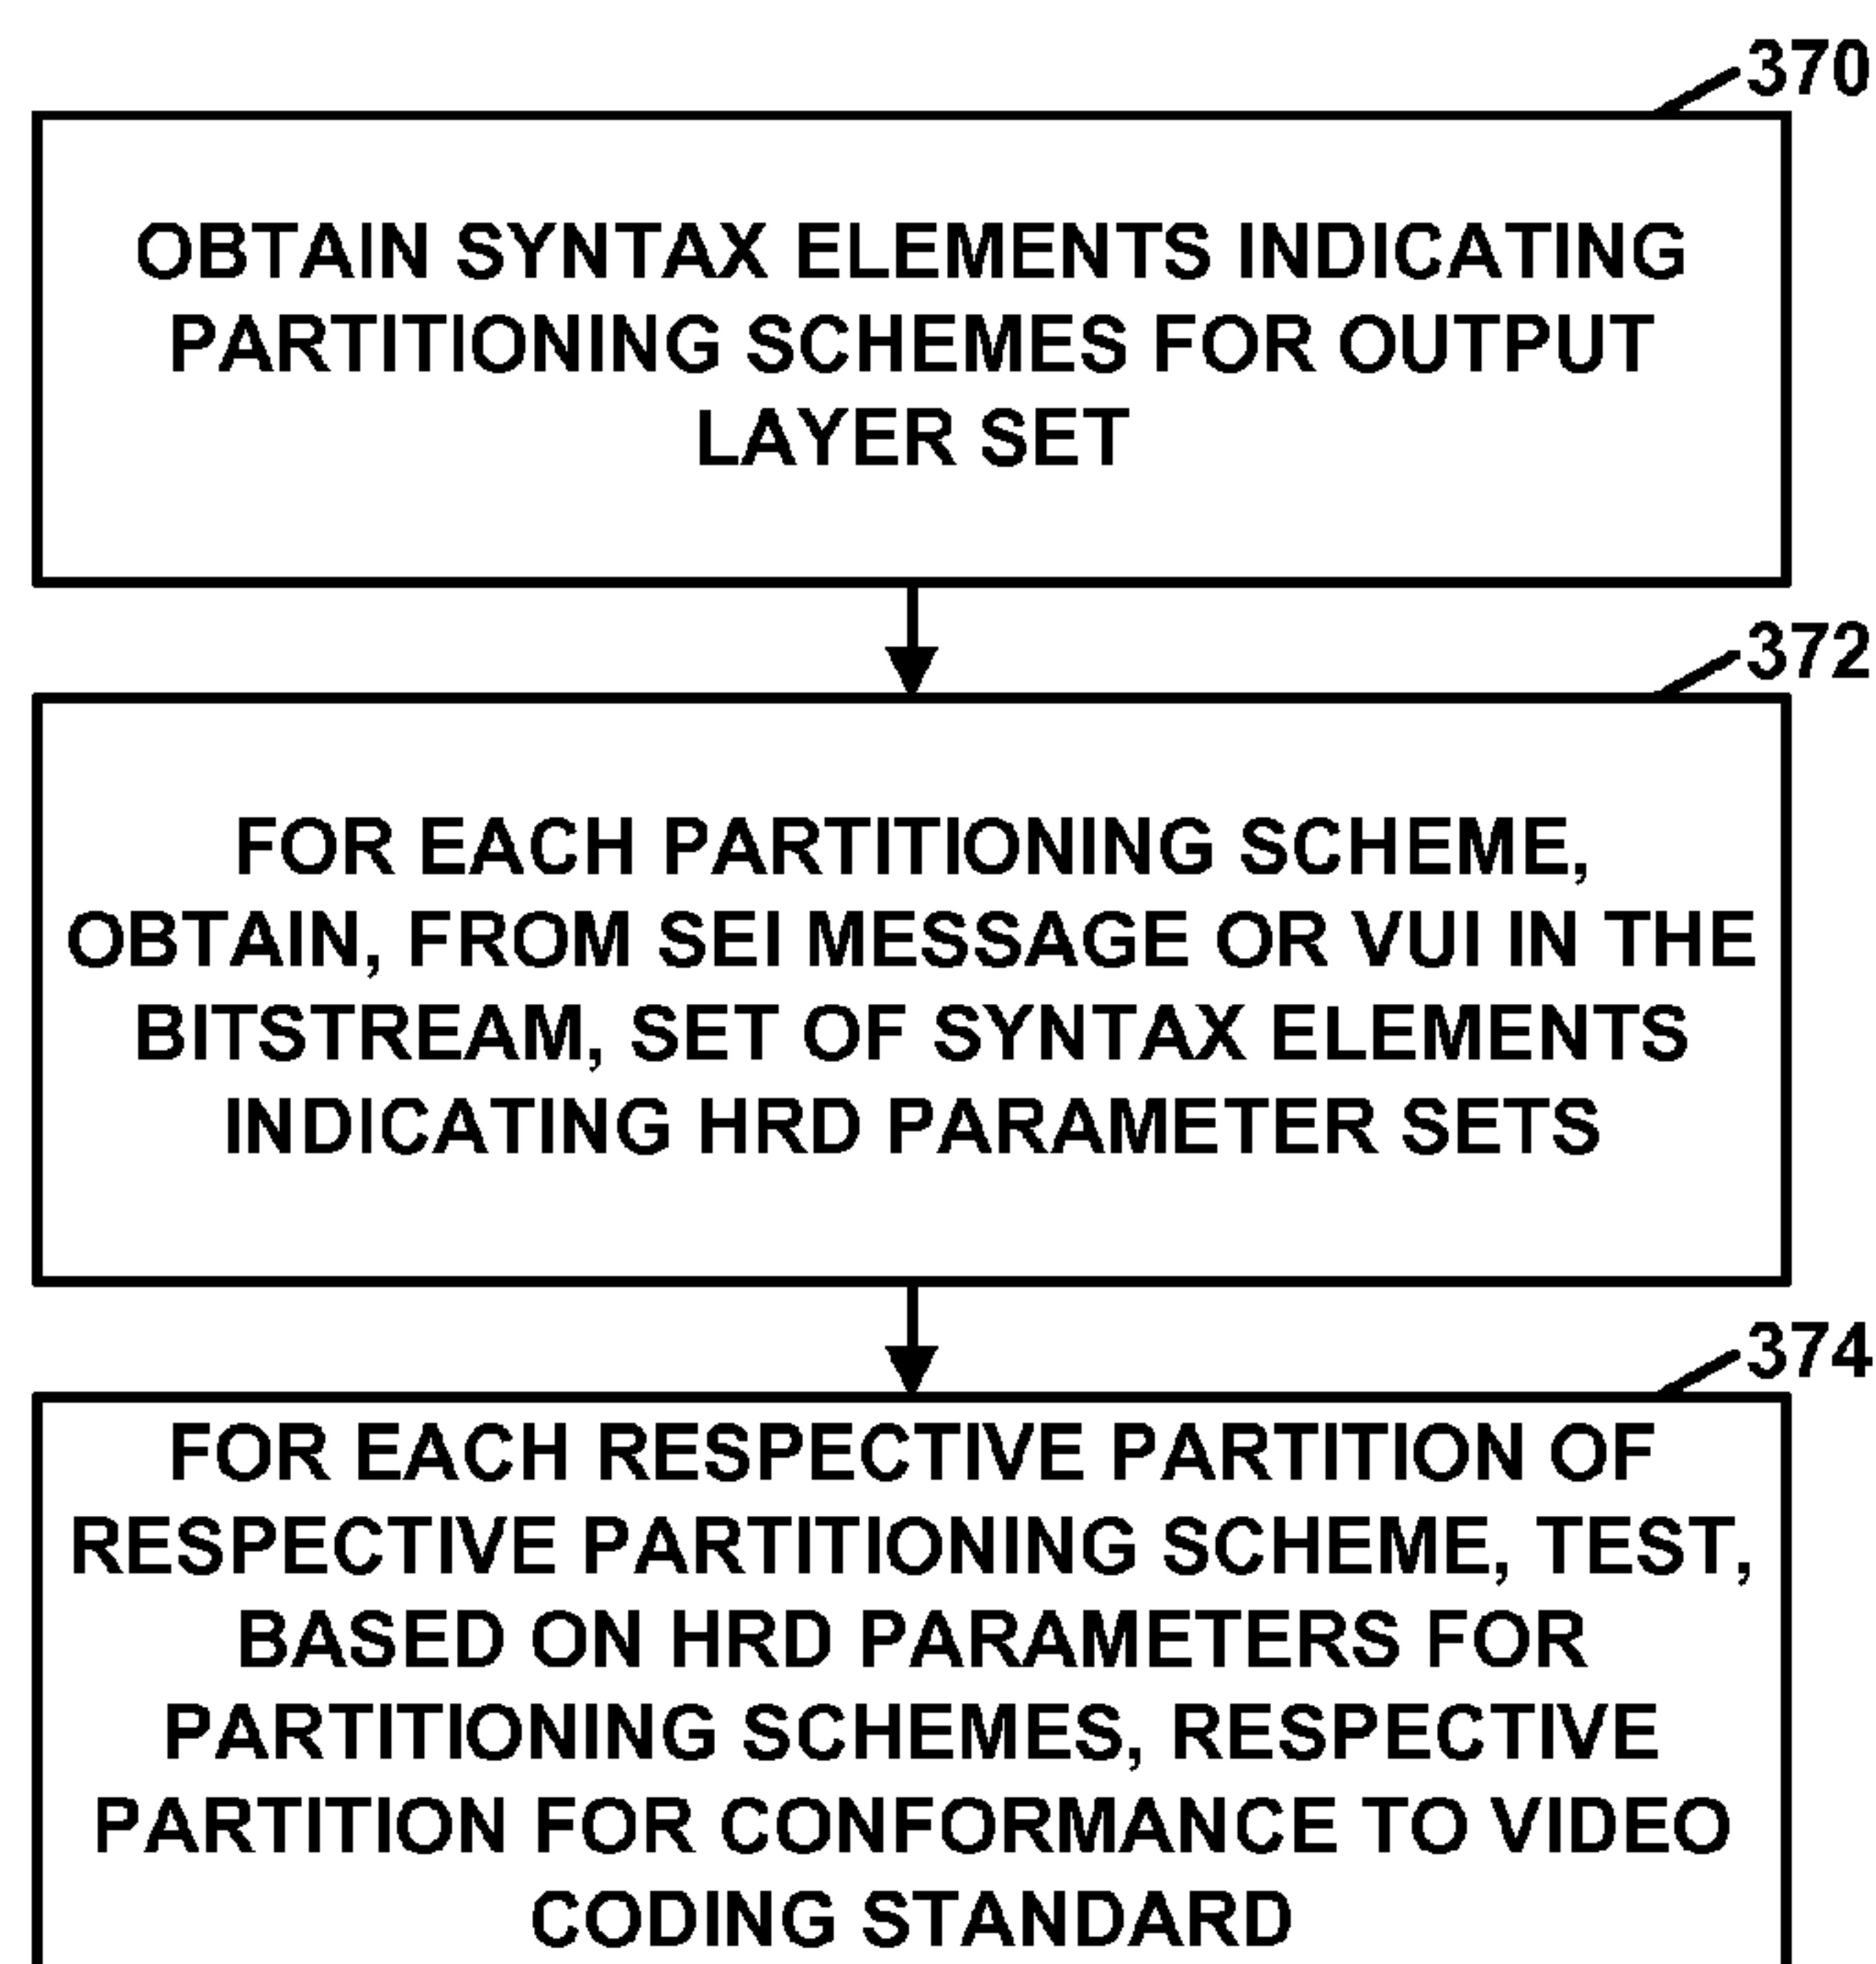 370
OBTAIN SYNTAX ELEMENTS INDICATING
PARTITIONING SCHEMES FOR OUTPUT
LAYER SET
372
FOR EACH PARTITIONING SCHEME,
OBTAIN, FROM SEI MESSAGE OR VUI IN THE
BITSTREAM, SET OF SYNTAX ELEMENTS
INDICATING HRD PARAMETER SETS
374
FOR EACH RESPECTIVE PARTITION OF
RESPECTIVE PARTITIONING SCHEME, TEST,
BASED ON HRD PARAMETERS FOR
PARTITIONING SCHEMES, RESPECTIVE
PARTITION FOR CONFORMANCE TO VIDEO
CODING STANDARD